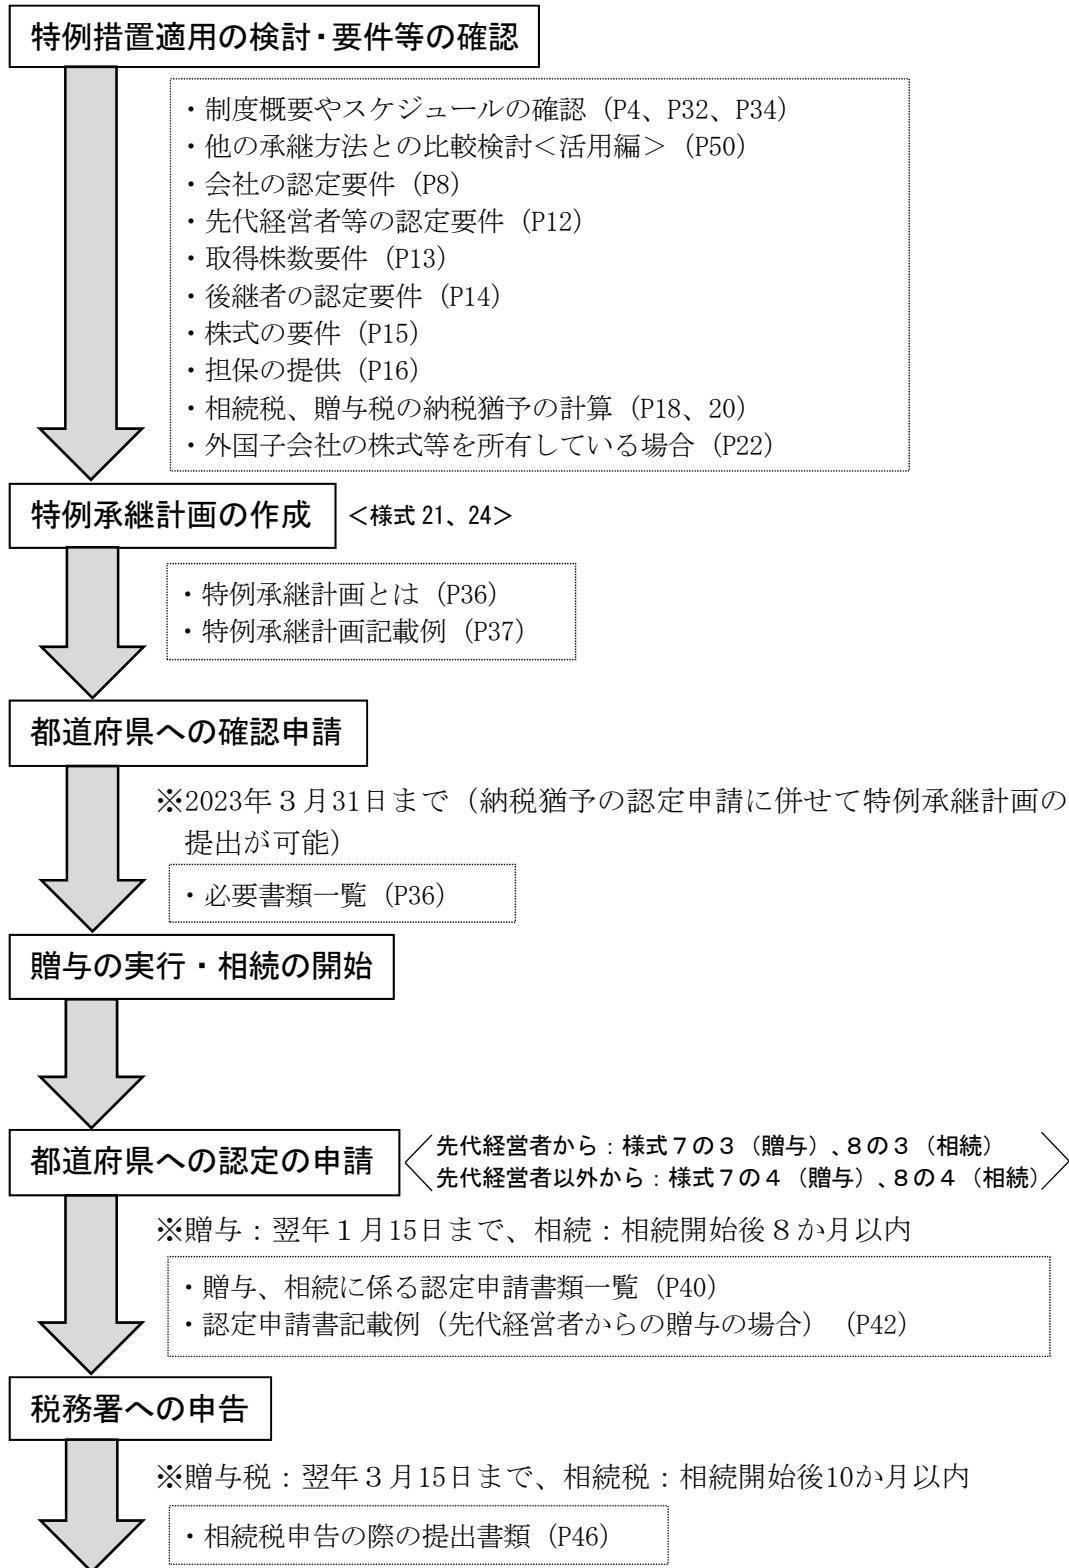 特例措置適用の検討・要件等の確認
・制度概要やスケジュールの確認（P4、P32、P34）
・他の承継方法との比較検討＜活用編＞（P50）
・会社の認定要件（P8）
・先代経営者等の認定要件（P12）
・取得株数要件（P13）
・後継者の認定要件（P14）
・株式の要件（P15）
・担保の提供（P16）
・相続税、贈与税の納税猶予の計算（P18、20）
・外国子会社の株式等を所有している場合（P22）
特例承継計画の作成 ＜様式 21、24＞
・特例承継計画とは（P36）
・特例承継計画記載例（P37）
都道府県への確認申請
※2023年３月31日まで（納税猶予の認定申請に併せて特例承継計画の
提出が可能）
・必要書類一覧（P36）
贈与の実行・相続の開始
都道府県への認定の申請
先代経営者から：様式７の３（贈与）、８の３（相続）
先代経営者以外から：様式７の４（贈与）、８の４（相続）
※贈与：翌年１月15日まで、相続：相続開始後８か月以内
・贈与、相続に係る認定申請書類一覧（P40）
・認定申請書記載例（先代経営者からの贈与の場合）（P42）
税務署への申告
※贈与税：翌年３月15日まで、相続税：相続開始後10か月以内
・相続税申告の際の提出書類（P46）